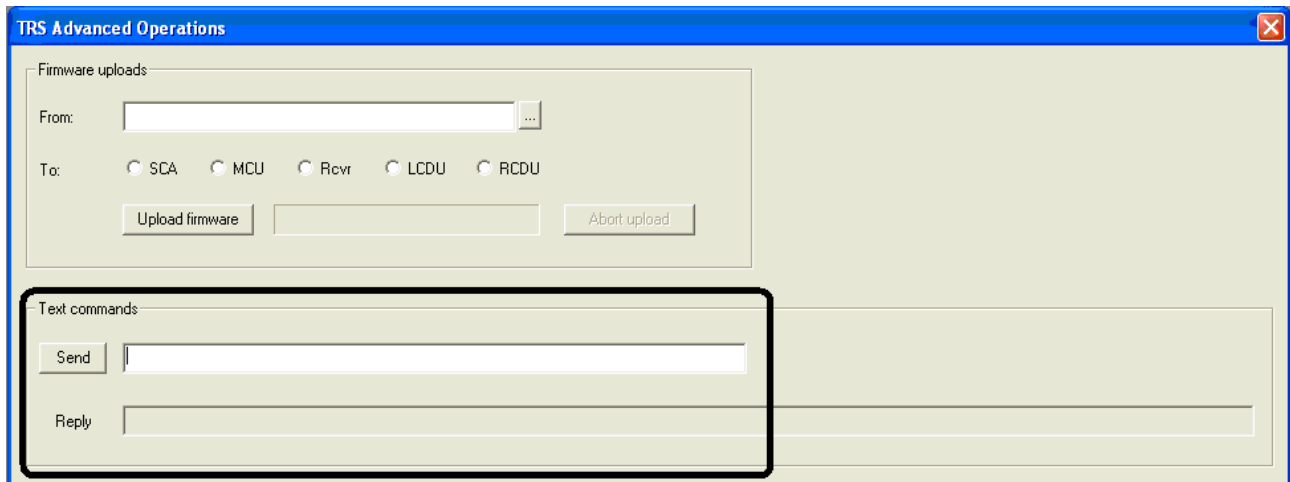 TRS Advanced Operations
Firmware uploads
From: ...
To: SCA MCU Rcvr LCDU RCDU
Upload firmware Abort upload
Text commands
Send
Reply